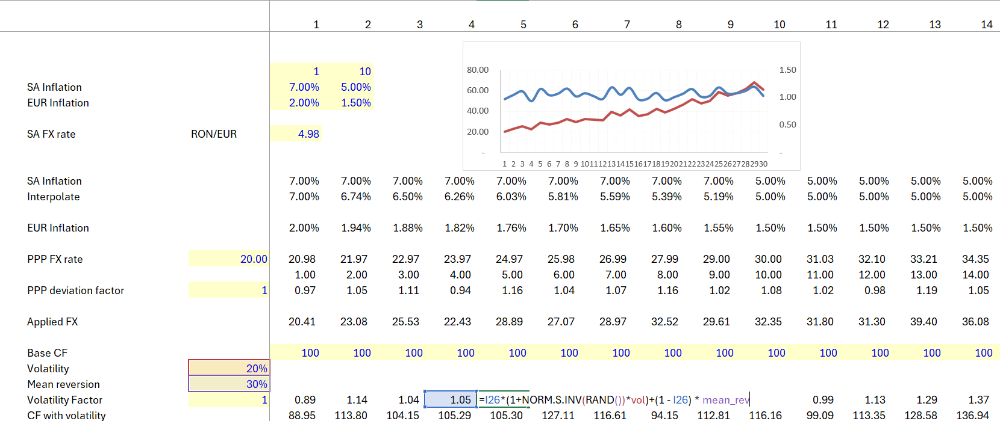 1 2 3 4 5 6 7 8 9 10 11 12 13 14
1 10
SA Inflation 7.00% 5.00%
EUR Inflation 2.00% 1.50%
SA FX rate RON/EUR 4.98
80.00 1.50
60.00 1.00
40.00
20.00 0.50
- -
1 2 3 4 5 6 7 8 9 10 11 12 13 14 15 16 17 18 19 20 21 22 23 24 25 26 27 28 29 30
SA Inflation 7.00% 7.00% 7.00% 7.00% 7.00% 7.00% 7.00% 7.00% 7.00% 5.00% 5.00% 5.00% 5.00% 5.00%
Interpolate 7.00% 6.74% 6.50% 6.26% 6.03% 5.81% 5.59% 5.39% 5.19% 5.00% 5.00% 5.00% 5.00% 5.00%
EUR Inflation 2.00% 1.94% 1.88% 1.82% 1.76% 1.70% 1.65% 1.60% 1.55% 1.50% 1.50% 1.50% 1.50% 1.50%
PPP FX rate 20.00 20.98 21.97 22.97 23.97 24.97 25.98 26.99 27.99 29.00 30.00 31.03 32.10 33.21 34.35
1.00 2.00 3.00 4.00 5.00 6.00 7.00 8.00 9.00 10.00 11.00 12.00 13.00 14.00
PPP deviation factor 1 0.97 1.05 1.11 0.94 1.16 1.04 1.07 1.16 1.02 1.08 1.02 0.98 1.19 1.05
Applied FX 20.41 23.08 25.53 22.43 28.89 27.07 28.97 32.52 29.61 32.35 31.80 31.30 39.40 36.08
Base CF 100 100 100 100 100 100 100 100 100 100 100 100 100 100
Volatility 20%
Mean reversion 30%
Volatility Factor 1 0.89 1.14 1.04 1.05 =I26*(1+NORM.S.INV(RAND())*vol)+(1 - I26) * mean_rev 0.99 1.13 1.29 1.37
CF with volatility 88.95 113.80 104.15 105.29 105.30 127.11 116.61 94.15 112.81 116.16 99.09 113.35 128.58 136.94